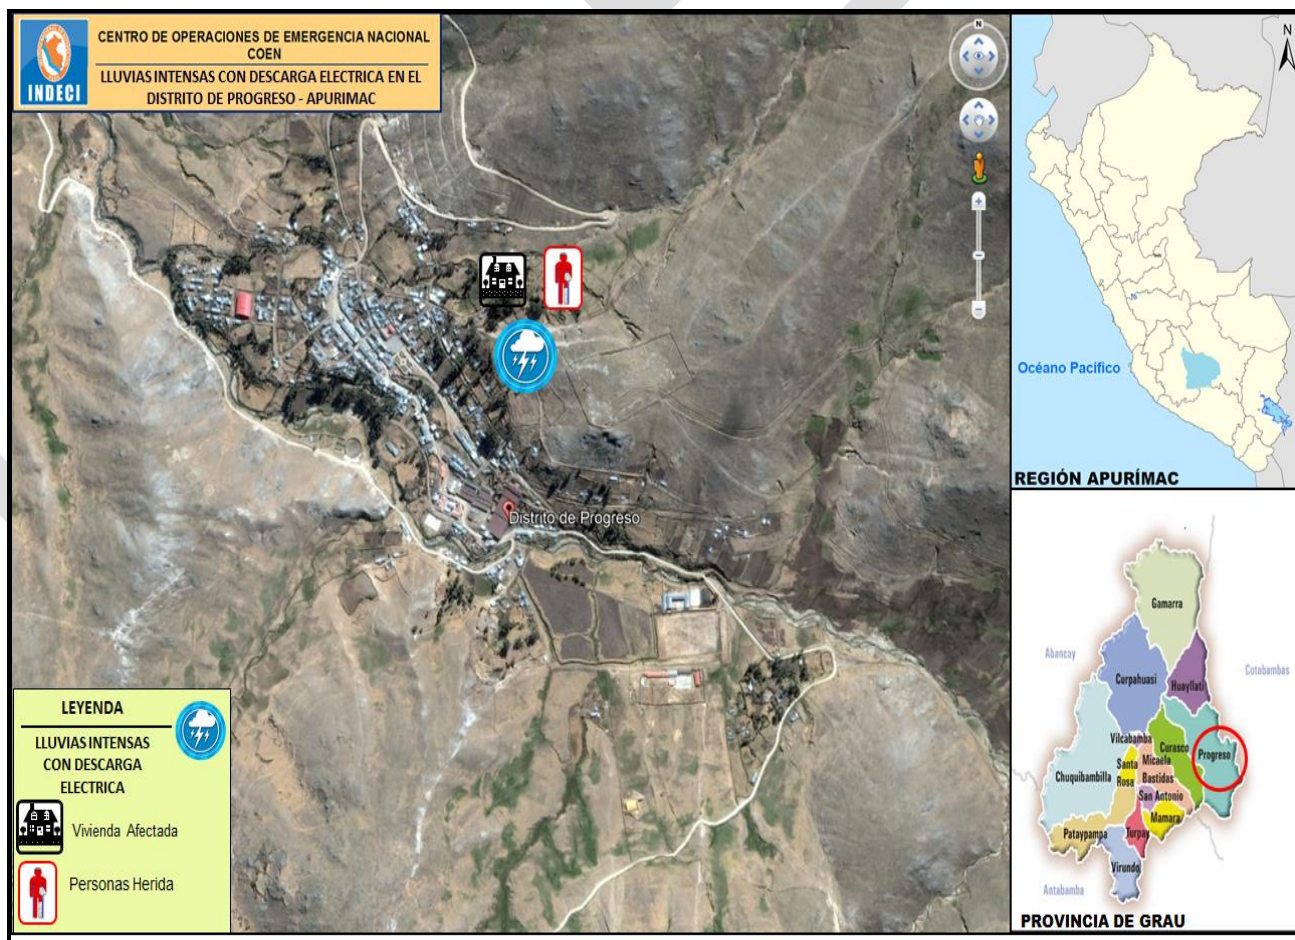 INDECI
CENTRO DE OPERACIONES DE EMERGENCIA NACIONAL
COEN
LLUVIAS INTENSAS CON DESCARGA ELECTRICA EN EL
DISTRITO DE PROGRESO - APURIMAC
N
Distrito de Progreso
LEYENDA
LLUVIAS INTENSAS
CON DESCARGA
ELECTRICA
Vivienda Afectada
Personas Herida
N
Océano Pacífico
REGIÓN APURÍMAC
Gamarra
Abancay
Cotabambas
Curpahuasi
Huayllati
Vilcabamba
Curasco
Progreso
Santa
Rosa
Micaela
Bastidas
Chuquibambilla
San Antonio
Mamara
Pataypampa
Turpay
Virundo
Antabamba
PROVINCIA DE GRAU